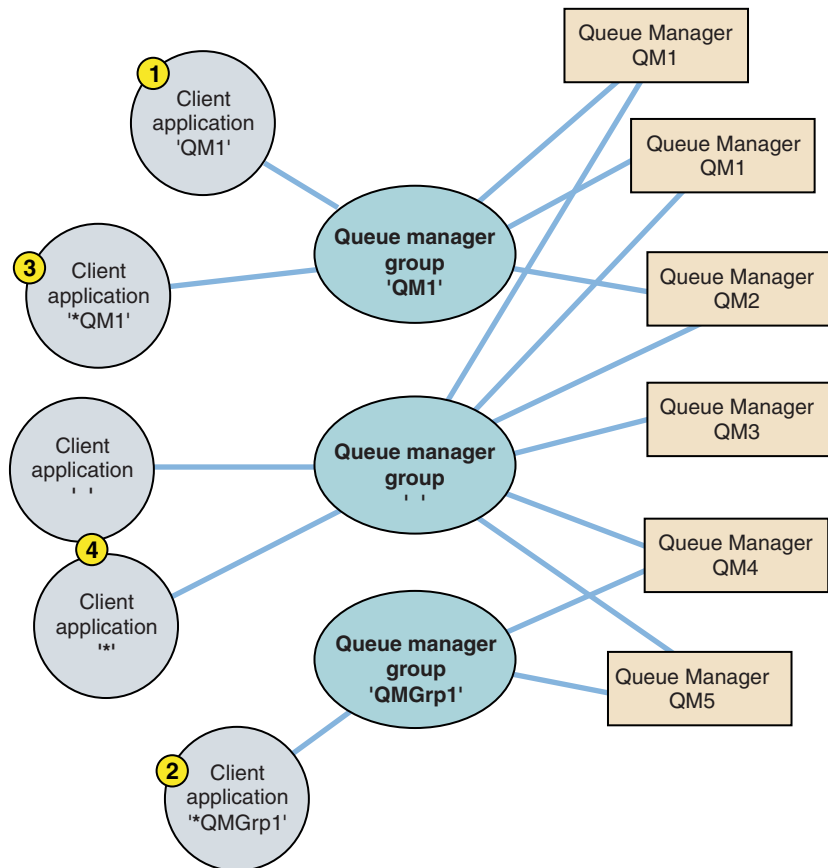 1
Client
application
'QM1'
3
Client
application
'*QM1'
Client
application
' '
4
Client
application
'*'
2
Client
application
'*QMGrp1'
Queue manager
group
'QM1'
Queue manager
group
' '
Queue manager
group
'QMGrp1'
Queue Manager
QM1
Queue Manager
QM1
Queue Manager
QM2
Queue Manager
QM3
Queue Manager
QM4
Queue Manager
QM5